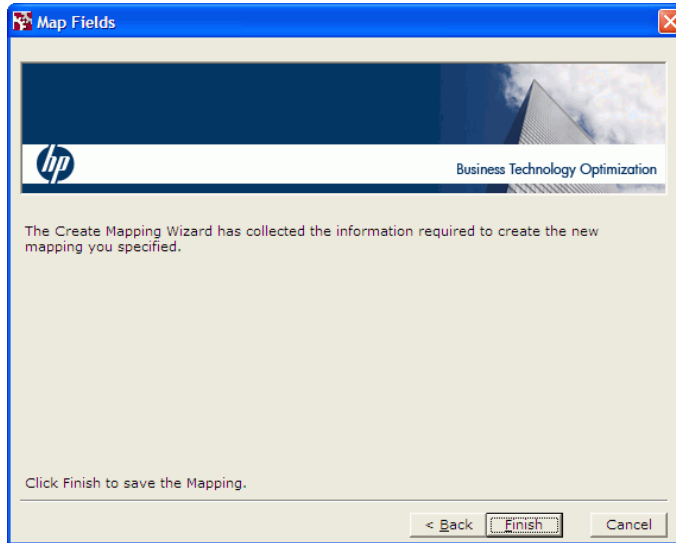 Map Fields
hp
Business Technology Optimization
The Create Mapping Wizard has collected the information required to create the new
mapping you specified.
Click Finish to save the Mapping.
< Back Finish Cancel